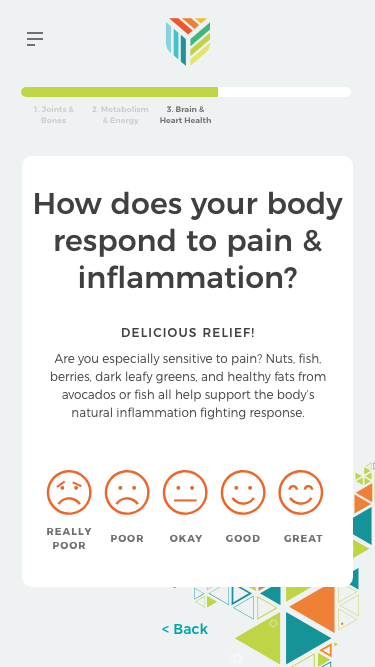 1. Joints & Bones
2. Metabolism & Energy
3. Brain & Heart Health
How does your body
respond to pain &
inflammation?
DELICIOUS RELIEF!
Are you especially sensitive to pain? Nuts, fish,
berries, dark leafy greens, and healthy fats from
avocados or fish all help support the body's
natural inflammation fighting response.
REALLY POOR
POOR
OKAY
GOOD
GREAT
< Back